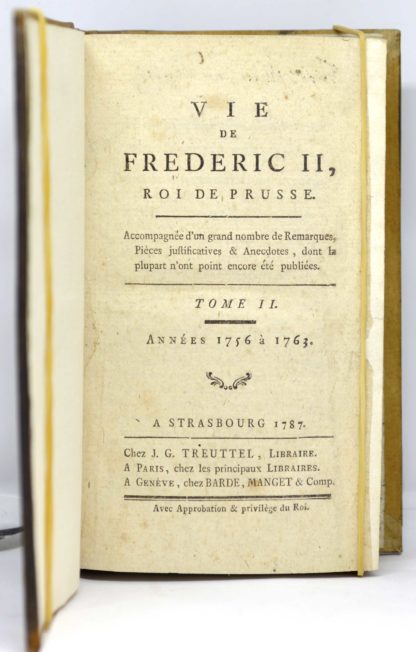 VIE
DE
FREDERIC II,
ROI DE PRUSSE.
Accompagnée d'un grand nombre de Remarques,
Piéces justificatives & Anecdotes, dont la
plupart n'ont point encore été publiées.
TOME II.
ANNÉES 1756 à 1763.
A STRASBOURG 1787.
Chez J. G. TREUTTEL, LIBRAIRE.
A PARIS, chez les principaux LIBRAIRES.
A GENÈVE, chez BARDE, MANGET & Comp.
Avec Approbation & privilége du Roi.